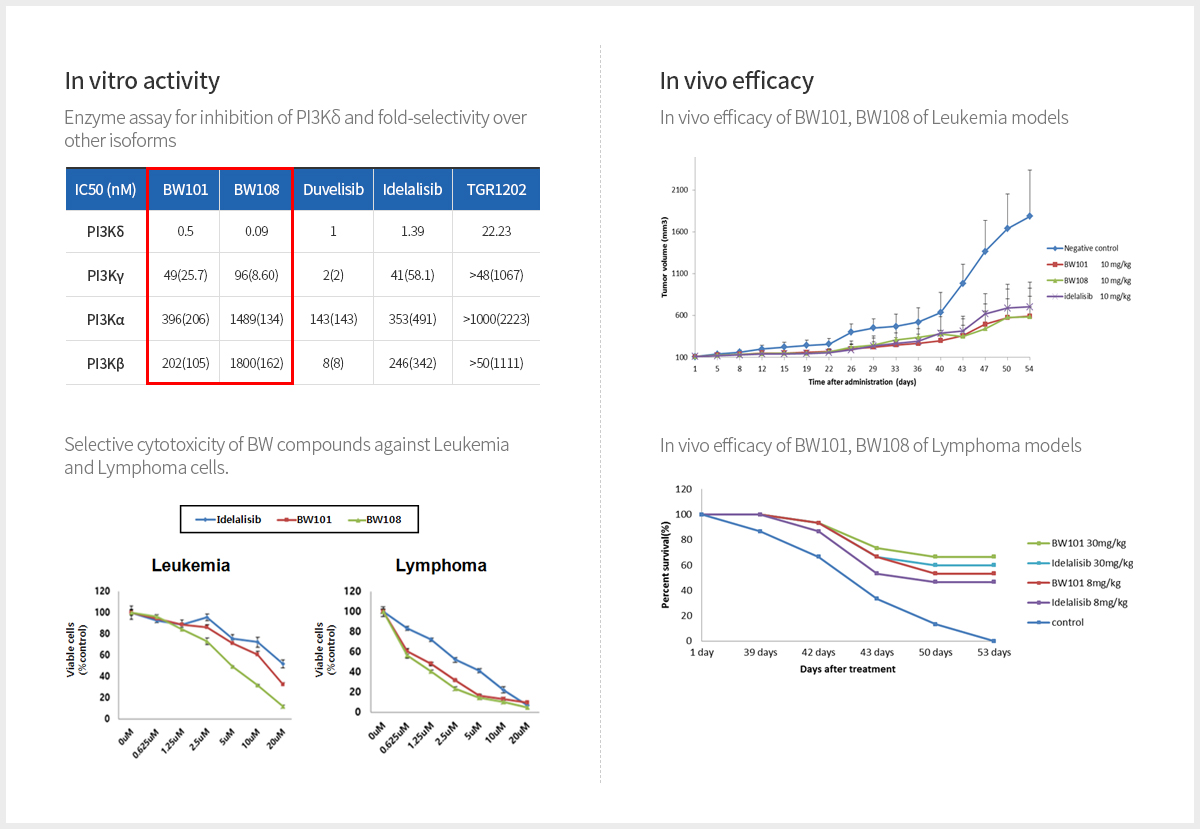 In vitro activity
Enzyme assay for inhibition of PI3Kδ and fold-selectivity over
other isoforms
IC50 (nM) BW101 BW108 Duvelisib Idelalisib TGR1202
PI3Kδ 0.5 0.09 1 1.39 22.23
PI3Kγ 49(25.7) 96(8.60) 2(2) 41(58.1) >48(1067)
PI3Kα 396(206) 1489(134) 143(143) 353(491) >1000(2223)
PI3Kβ 202(105) 1800(162) 8(8) 246(342) >50(1111)
Selective cytotoxicity of BW compounds against Leukemia
and Lymphoma cells.
Idelalisib BW101 BW108
Leukemia
Viable cells
(%control)
120
100
80
60
40
20
0
0uM 0.625uM 1.25uM 2.5uM 5uM 10uM 20uM
Lymphoma
Viable cells
(%control)
120
100
80
60
40
20
0
0uM 0.625uM 1.25uM 2.5uM 5uM 10uM 20uM
In vivo efficacy
In vivo efficacy of BW101, BW108 of Leukemia models
Tumor volume (mm3)
2100
1600
1100
600
100
1 5 8 12 15 19 22 26 29 33 36 40 43 47 50 54
Time after administration (days)
Negative control
BW101 10 mg/kg
BW108 10 mg/kg
idelalisib 10 mg/kg
In vivo efficacy of BW101, BW108 of Lymphoma models
Percent survival(%)
120
100
80
60
40
20
0
1 day 39 days 42 days 43 days 50 days 53 days
Days after treatment
BW101 30mg/kg
Idelalisib 30mg/kg
BW101 8mg/kg
Idelalisib 8mg/kg
control